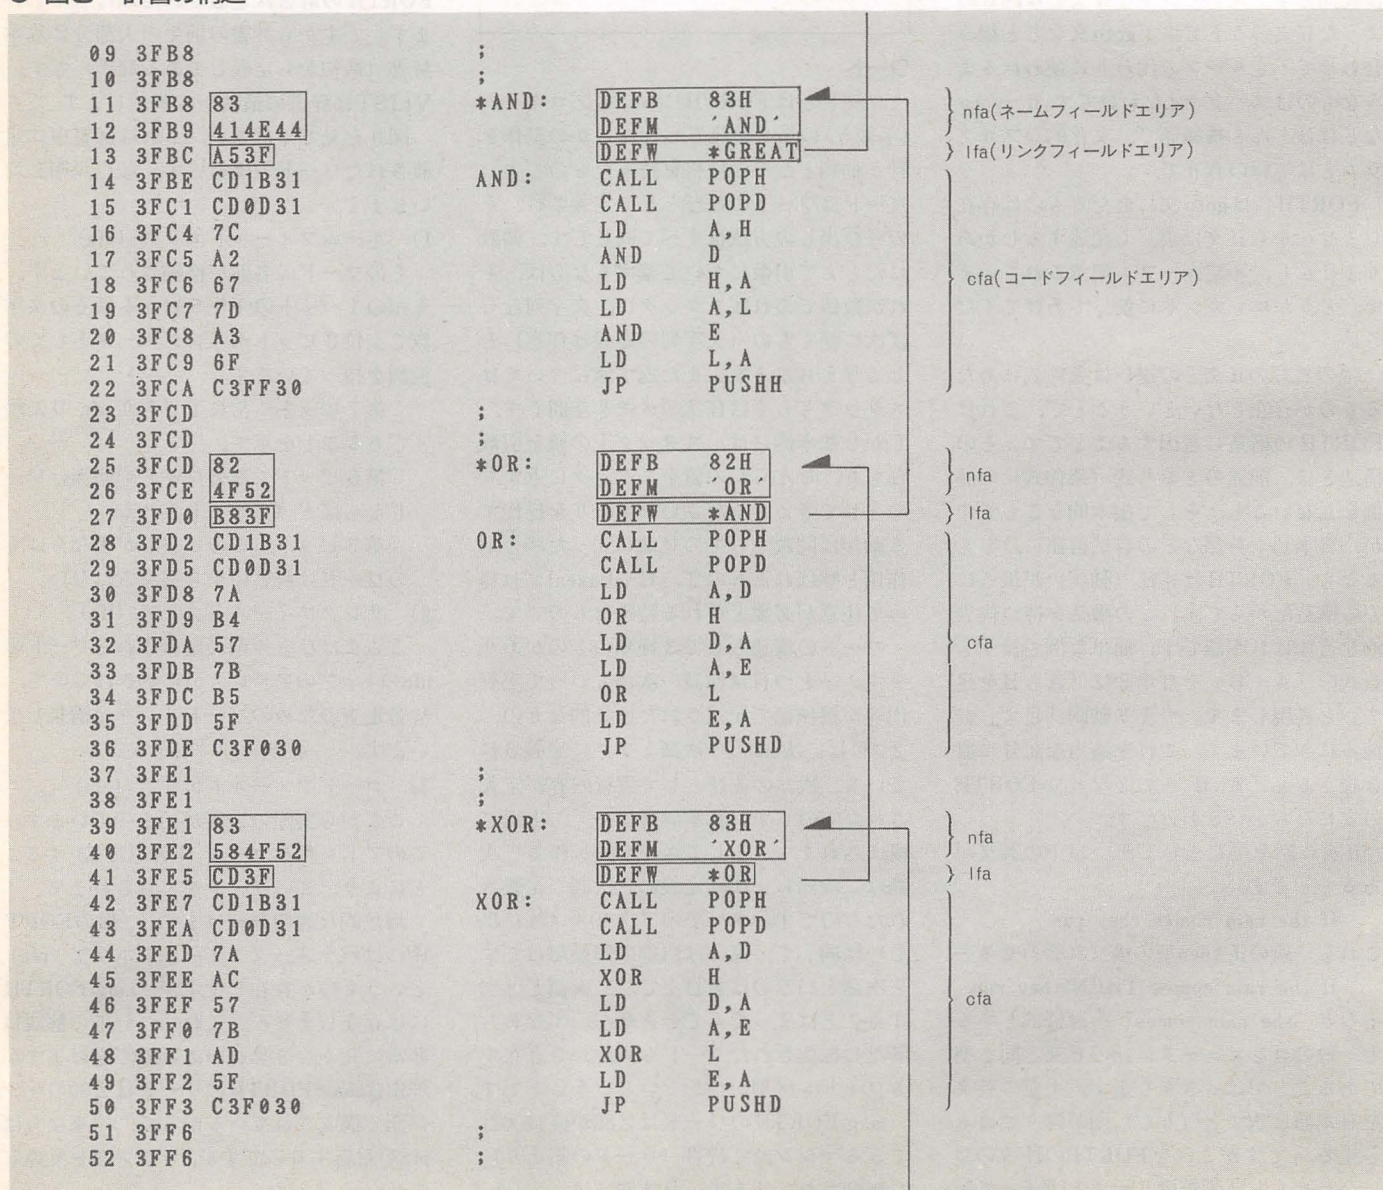 09 3FB8 ;
10 3FB8 ;
11 3FB8 83 *AND: DEFB 83H
12 3FB9 414E44 DEFM 'AND'
nfa(ネームフィールドエリア)
13 3FBC A53F DEFW *GREAT lfa(リンクフィールドエリア)
14 3FBE CD1B31 AND: CALL POPH
15 3FC1 CD0D31 CALL POPD
16 3FC4 7C LD A,H
17 3FC5 A2 AND D
18 3FC6 67 LD H,A cfa(コードフィールドエリア)
19 3FC7 7D LD A,L
20 3FC8 A3 AND E
21 3FC9 6F LD L,A
22 3FCA C3FF30 JP PUSHH
23 3FCD ;
24 3FCD ;
25 3FCD 82 *OR: DEFB 82H
nfa
26 3FCE 4F52 DEFM 'OR'
27 3FD0 B83F DEFW *AND lfa
28 3FD2 CD1B31 OR: CALL POPH
29 3FD5 CD0D31 CALL POPD
30 3FD8 7A LD A,D
31 3FD9 B4 OR H
32 3FDA 57 LD D,A cfa
33 3FDB 7B LD A,E
34 3FDC B5 OR L
35 3FDD 5F LD E,A
36 3FDE C3F030 JP PUSHD
37 3FE1 ;
38 3FE1 ;
39 3FE1 83 *XOR: DEFB 83H
nfa
40 3FE2 584F52 DEFM 'XOR'
41 3FE5 CD3F DEFW *OR lfa
42 3FE7 CD1B31 XOR: CALL POPH
43 3FEA CD0D31 CALL POPD
44 3FED 7A LD A,D
45 3FEE AC XOR H
46 3FEF 57 LD D,A cfa
47 3FF0 7B LD A,E
48 3FF1 AD XOR L
49 3FF2 5F LD E,A
50 3FF3 C3F030 JP PUSHD
51 3FF6 ;
52 3FF6 ;